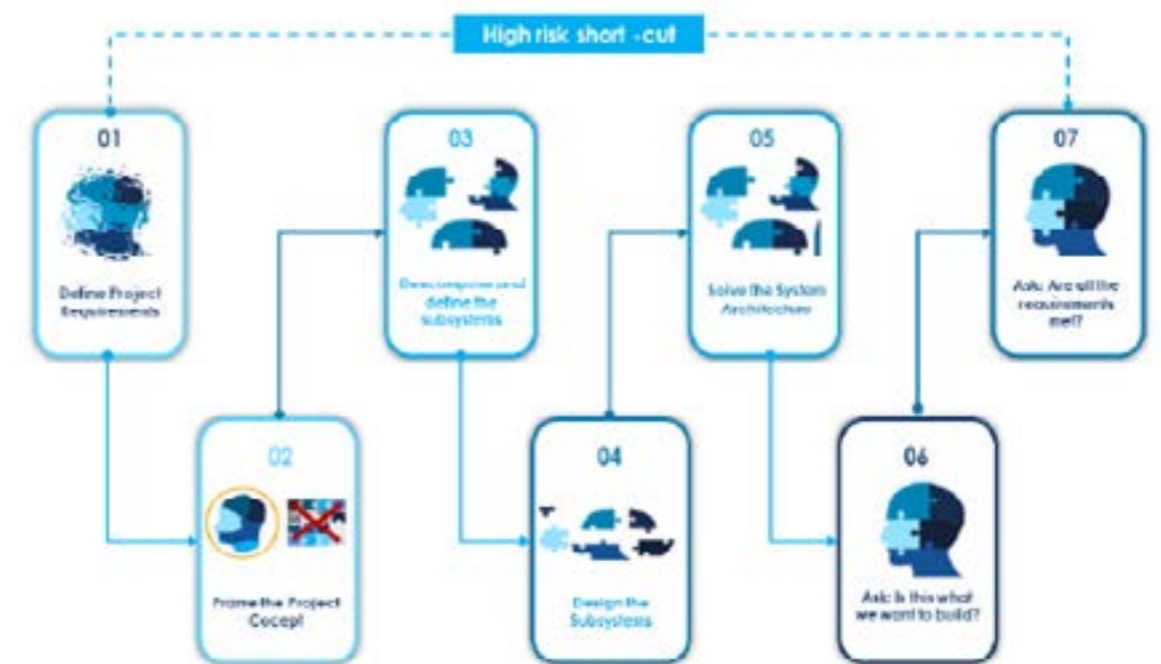 High risk short -cut
01
Define Project
Requirements
02
Frame the Project
Cocept
03
Decompose and
define the
subsystems
04
Design the
Subsystems
05
Solve the System
Architecture
06
Ask: Is this what
we want to build?
07
Ask: Are all the
requirements
met?